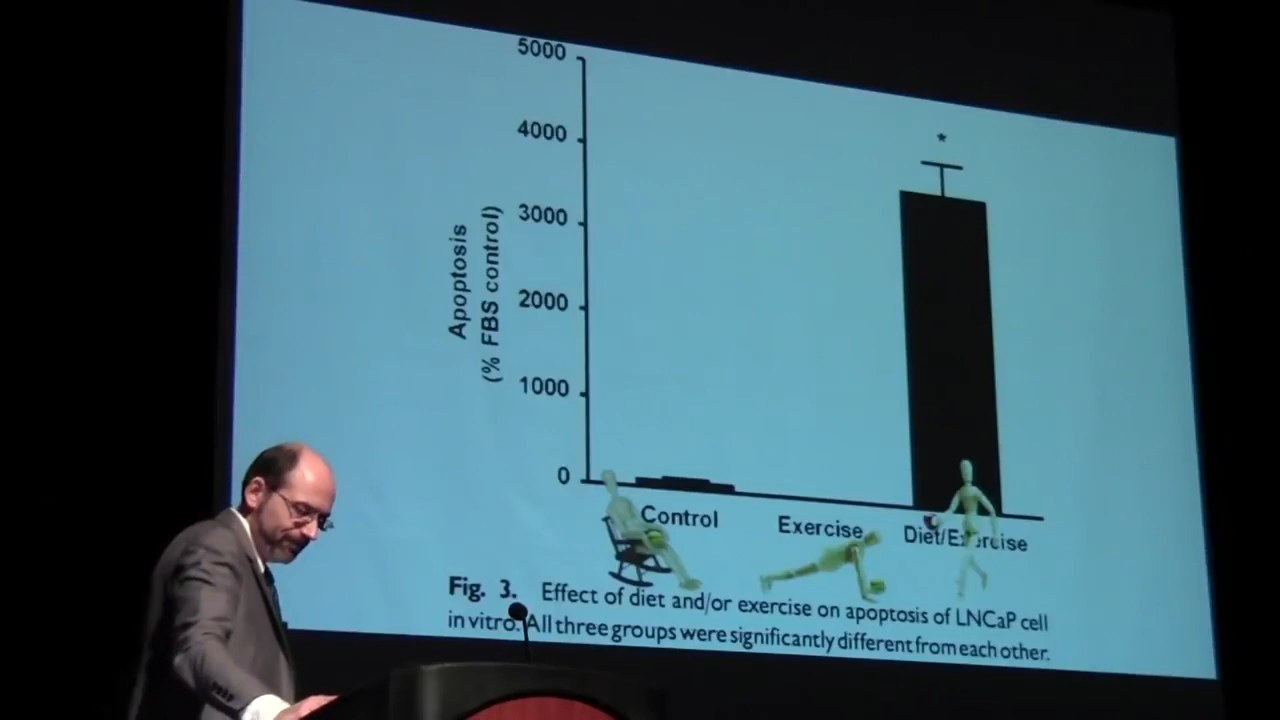 5000
4000
3000
2000
1000
0
Apoptosis
(% FBS control)
*
Control
Exercise
Diet/Exercise
Fig. 3. Effect of diet and/or exercise on apoptosis of LNCaP cell
in vitro. All three groups were significantly different from each other.